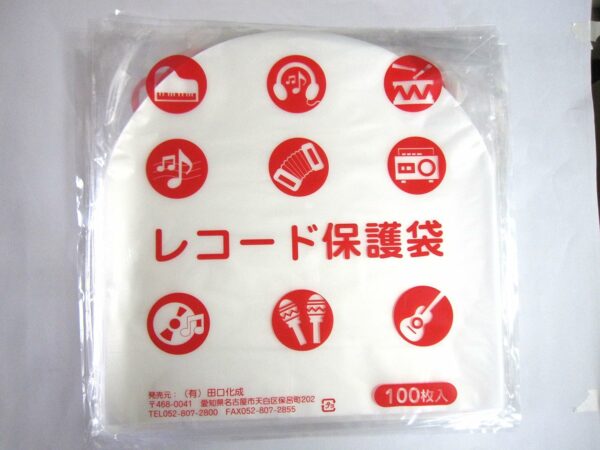 レコード保護袋
発売元：（有）田口化成
〒468-0041　愛知県名古屋市天白区保呂町202
TEL052-807-2800　FAX052-807-2855
プラ
100枚入